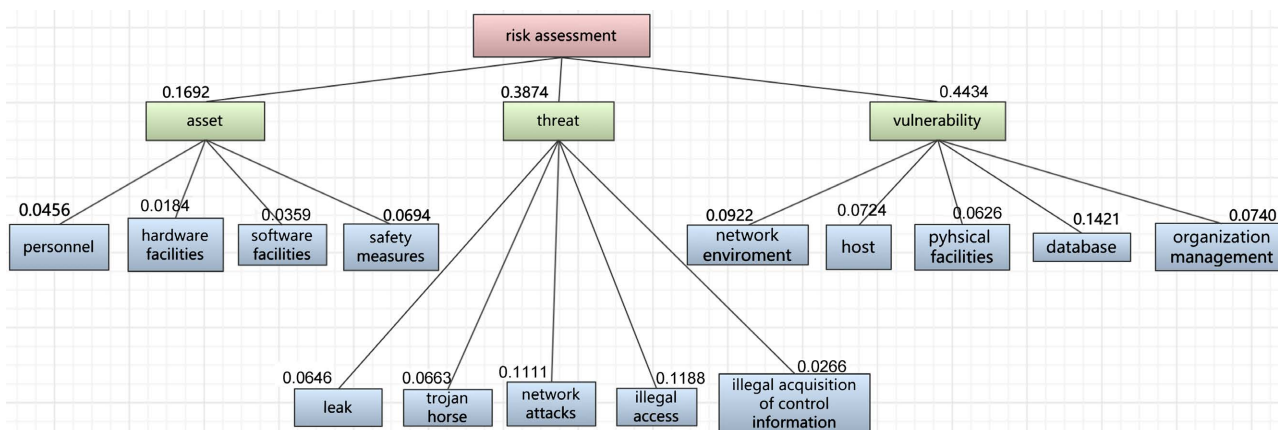 risk assessment
0.1692
0.3874
0.4434
asset
threat
vulnerability
0.0456
0.0184
0.0359
0.0694
0.0922
0.0724
0.0626
0.1421
0.0740
personnel
hardware
facilities
software
facilities
safety
measures
network
enviroment
host
pyhsical
facilities
database
organization
management
0.0646
0.0663
0.1111
0.1188
0.0266
leak
trojan
horse
network
attacks
illegal
access
illegal acquisition
of control
information